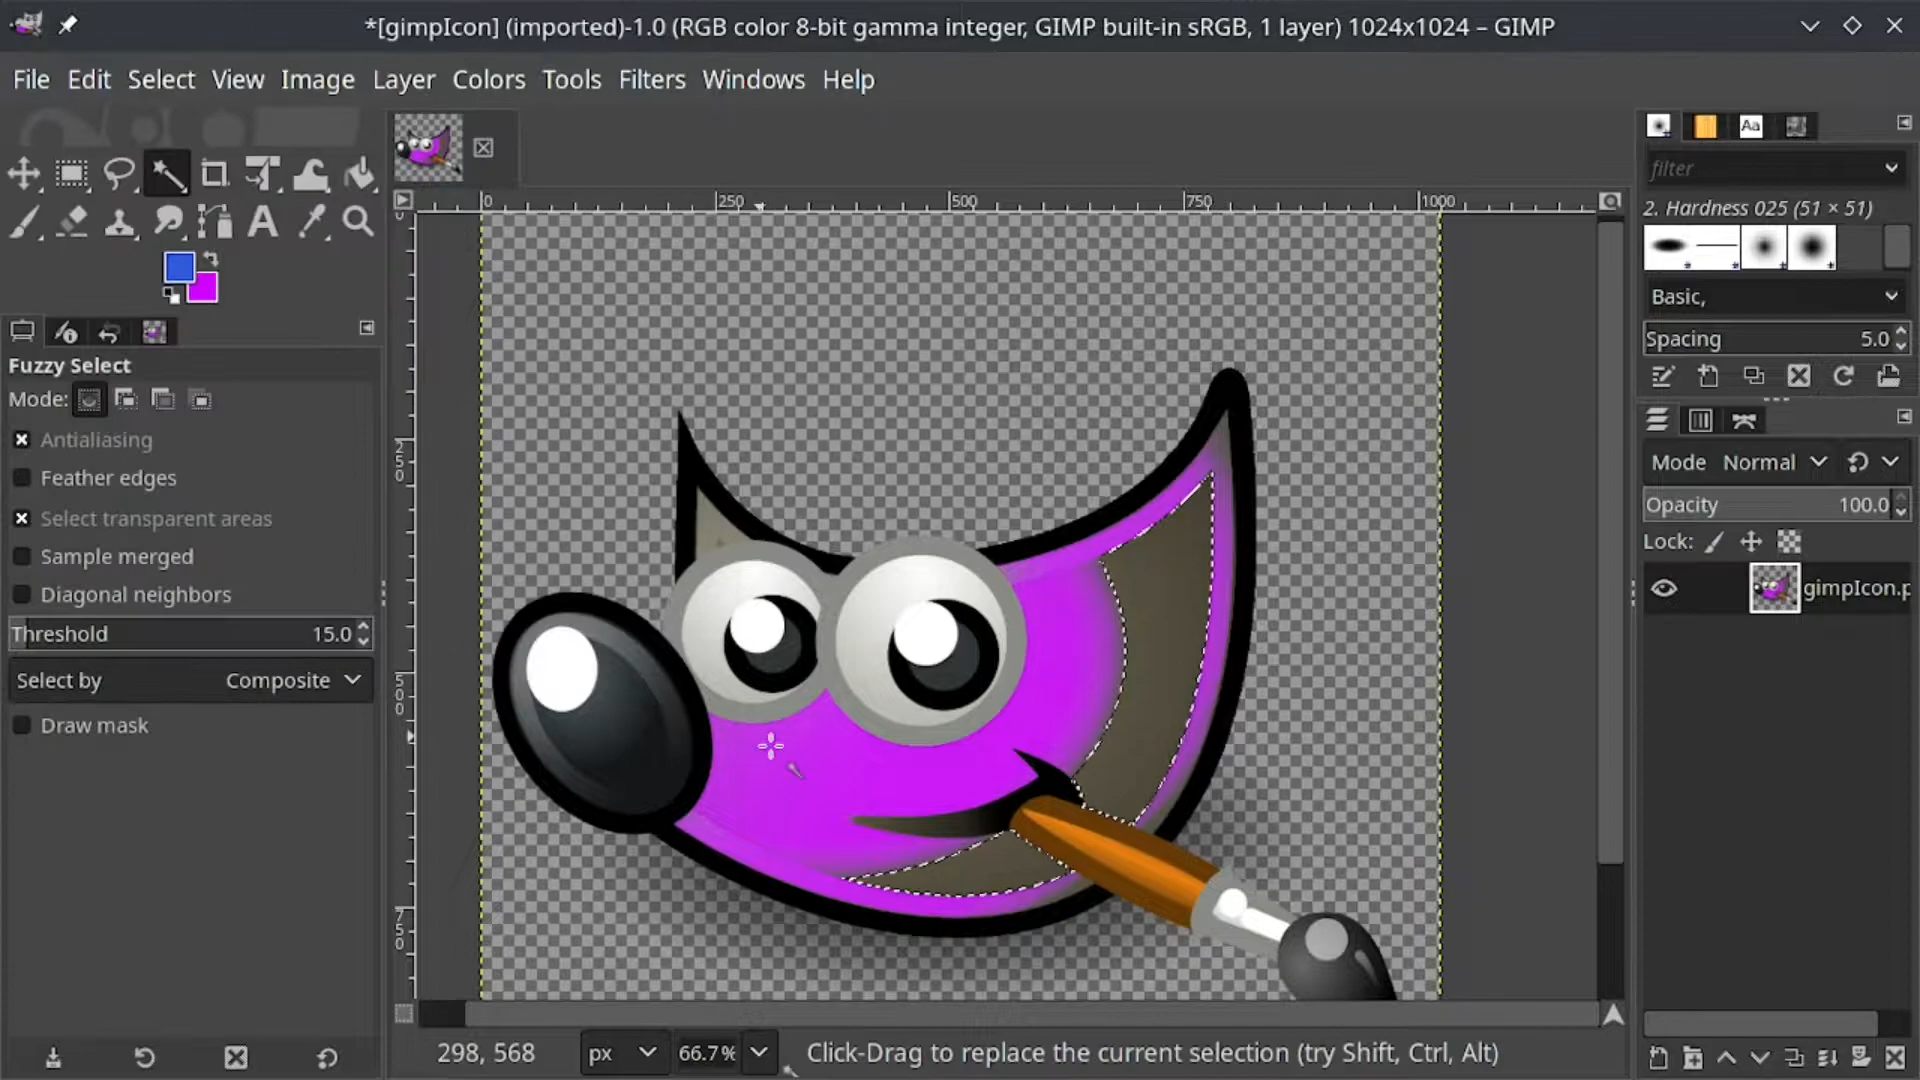 *[gimpIcon] (imported)-1.0 (RGB color 8-bit gamma integer, GIMP built-in sRGB, 1 layer) 1024x1024 – GIMP
File Edit Select View Image Layer Colors Tools Filters Windows Help
Fuzzy Select
Mode:
Antialiasing
Feather edges
Select transparent areas
Sample merged
Diagonal neighbors
Threshold 15.0
Select by Composite
Draw mask
0 250 500 750 1000
0
250
500
750
298, 568 px 66.7% Click-Drag to replace the current selection (try Shift, Ctrl, Alt)
Aa
filter
2. Hardness 025 (51 × 51)
Basic,
Spacing 5.0
Mode Normal
Opacity 100.0
Lock:
gimpIcon.p